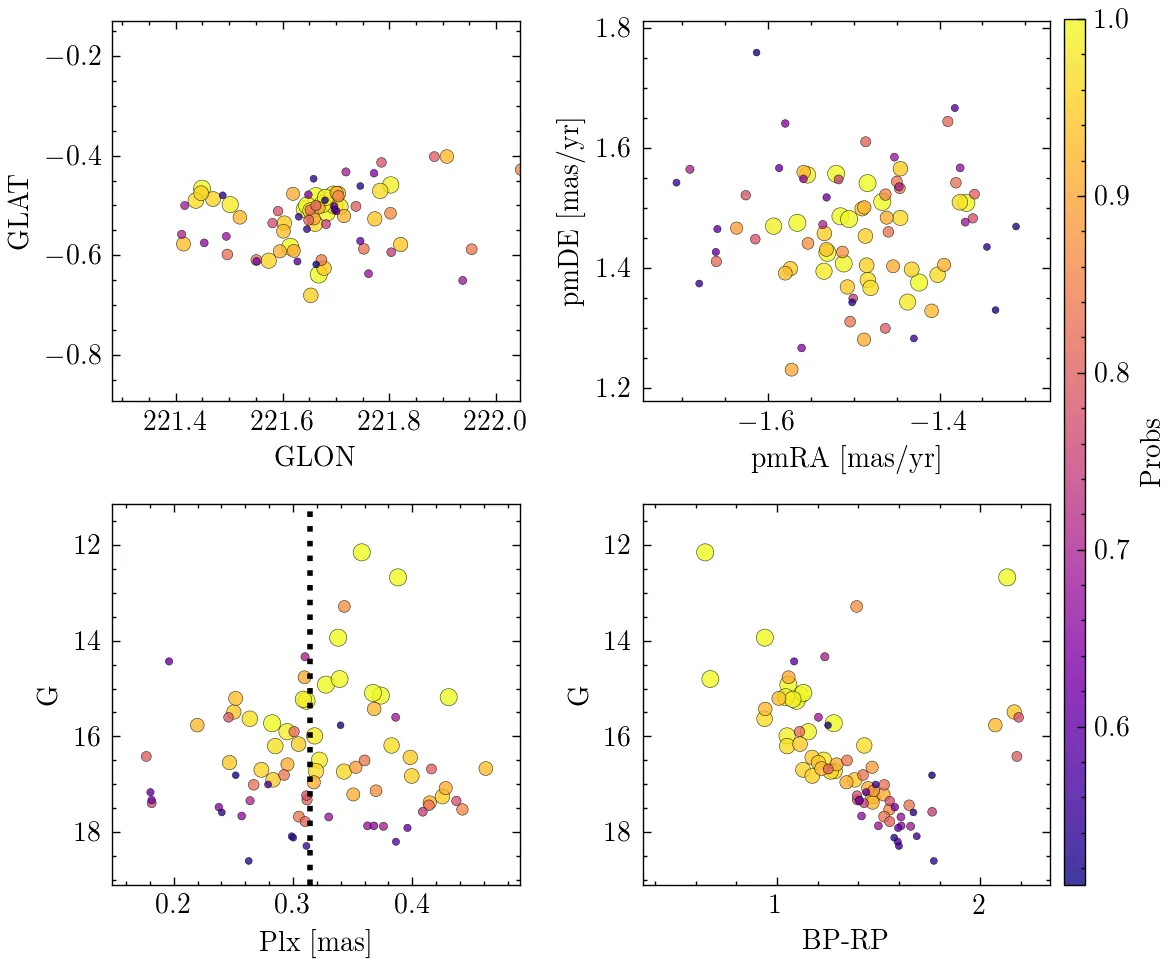 −0.2
−0.4
−0.6
−0.8
GLAT
221.4 221.6 221.8 222.0
GLON
1.8
1.6
1.4
1.2
pmDE [mas/yr]
−1.6 −1.4
pmRA [mas/yr]
1.0
0.9
0.8
0.7
0.6
Probs
12
14
16
18
G
0.2 0.3 0.4
Plx [mas]
12
14
16
18
G
1 2
BP-RP